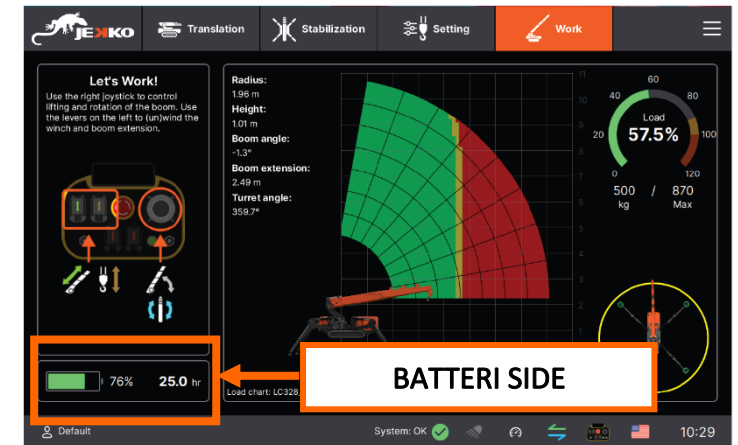 JEKKO
Translation
Stabilization
Setting
Work
Let's Work!
Use the right joystick to control
lifting and rotation of the boom. Use
the levers on the left to (un)wind the
winch and boom extension.
76%
25.0 hr
Radius:
1.96 m
Height:
1.01 m
Boom angle:
-1.3°
Boom extension:
2.49 m
Turret angle:
359.7°
11
10
9
8
7
6
5
4
3
2
1
Load chart: LC328_
0
20
40
60
80
100
120
Load
57.5%
500 / 870
kg Max
BATTERI SIDE
Default
System: OK
10:29